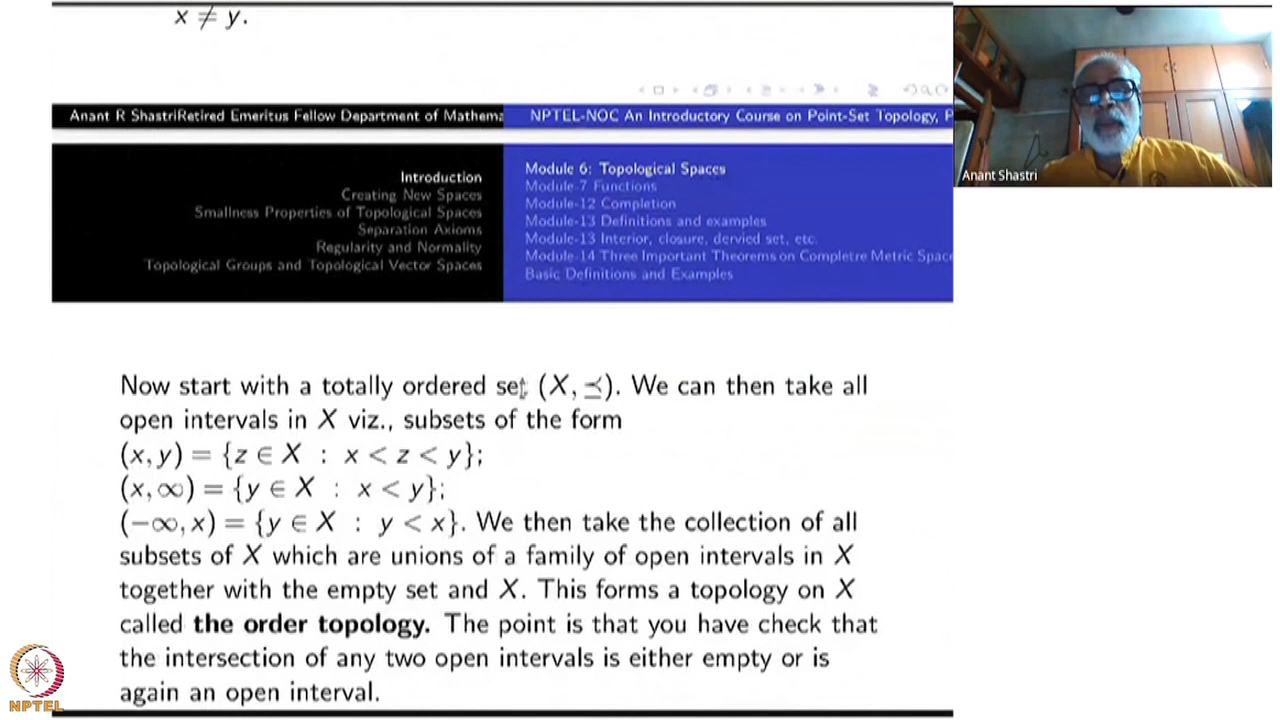 x ≠ y.
Anant R ShastriRetired Emeritus Fellow Department of Mathema
NPTEL-NOC An Introductory Course on Point-Set Topology, P
Anant Shastri
Introduction
Creating New Spaces
Smallness Properties of Topological Spaces
Separation Axioms
Regularity and Normality
Topological Groups and Topological Vector Spaces
Module 6: Topological Spaces
Module-7 Functions
Module-12 Completion
Module-13 Definitions and examples
Module-13 Interior, closure, dervied set, etc.
Module-14 Three Important Theorems on Completre Metric Space
Basic Definitions and Examples
Now start with a totally ordered set (X, ⪯). We can then take all
open intervals in X viz., subsets of the form
(x, y) = {z ∈ X : x < z < y};
(x, ∞) = {y ∈ X : x < y};
(−∞, x) = {y ∈ X : y < x}. We then take the collection of all
subsets of X which are unions of a family of open intervals in X
together with the empty set and X. This forms a topology on X
called the order topology. The point is that you have check that
the intersection of any two open intervals is either empty or is
again an open interval.
NPTEL